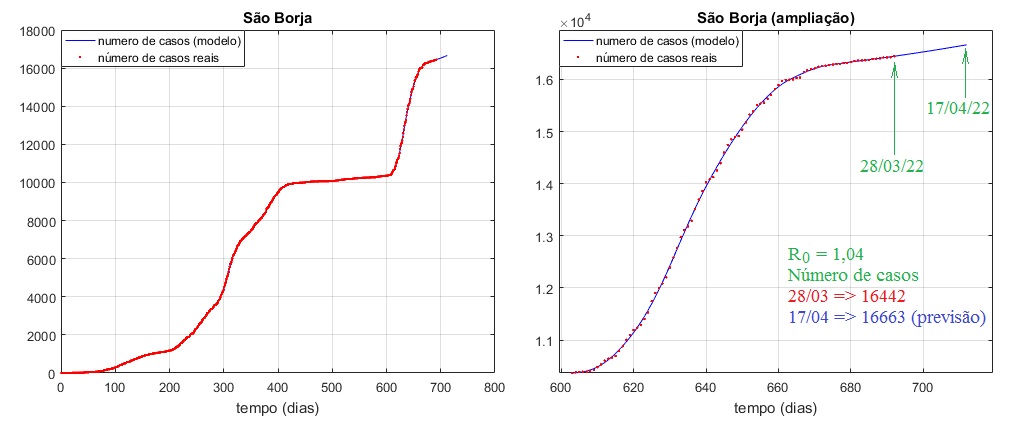 São Borja
numero de casos (modelo)
número de casos reais
18000
16000
14000
12000
10000
8000
6000
4000
2000
0
0 100 200 300 400 500 600 700 800
tempo (dias)
São Borja (ampliação)
×10^4
numero de casos (modelo)
número de casos reais
1.6
1.5
1.4
1.3
1.2
1.1
17/04/22
28/03/22
R0 = 1,04
Número de casos
28/03 => 16442
17/04 => 16663 (previsão)
600 620 640 660 680 700
tempo (dias)